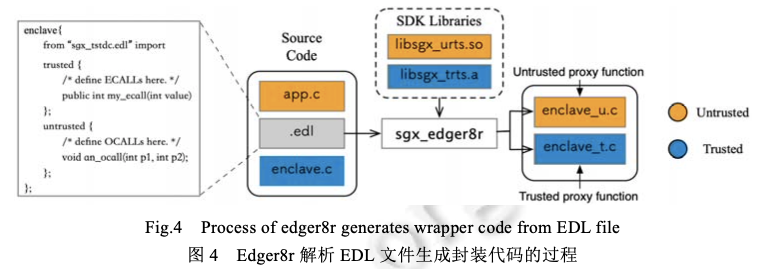 enclave{
from “sgx_tstdc.edl” import
trusted {
/* define ECALLs here. */
public int my_ecall(int value)
};
untrusted {
/* define OCALLs here. */
void an_ocall(int p1, int p2);
};
};
Source
Code
app.c
.edl
enclave.c
SDK Libraries
libsgx_urts.so
libsgx_trts.a
sgx_edger8r
Untrusted proxy function
enclave_u.c
enclave_t.c
Trusted proxy function
Untrusted
Trusted
Fig.4 Process of edger8r generates wrapper code from EDL file
图 4 Edger8r 解析 EDL 文件生成封装代码的过程